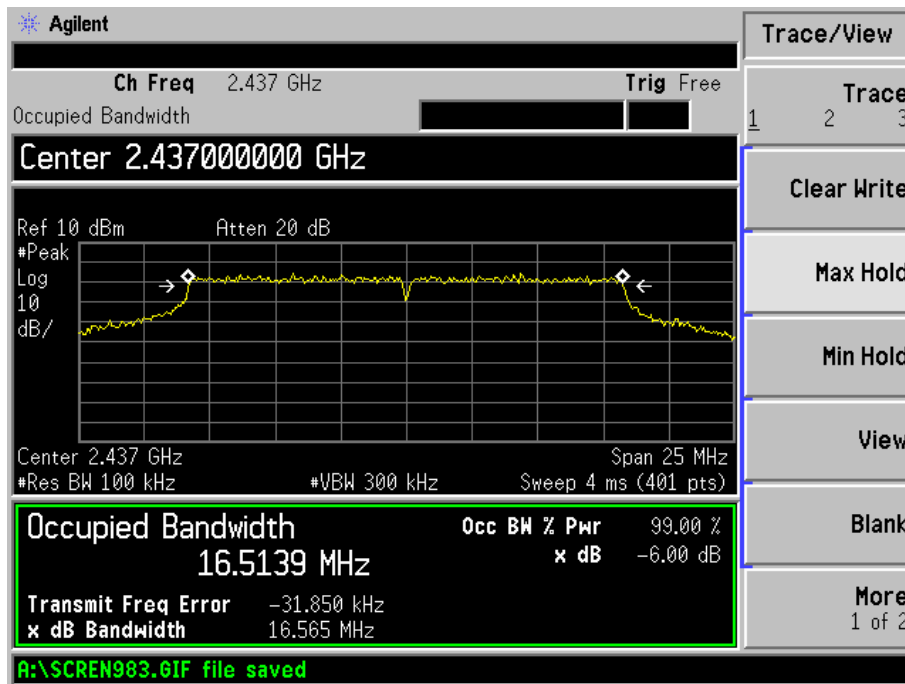 Agilent
Trace/View
Ch Freq 2.437 GHz Trig Free
Occupied Bandwidth
Trace
1 2 3
Center 2.437000000 GHz
Clear Write
Ref 10 dBm Atten 20 dB
#Peak
Log
10
dB/
Max Hold
Min Hold
Center 2.437 GHz Span 25 MHz
#Res BW 100 kHz #VBW 300 kHz Sweep 4 ms (401 pts)
View
Occupied Bandwidth Occ BW % Pwr 99.00 %
16.5139 MHz x dB -6.00 dB
Blank
Transmit Freq Error -31.850 kHz
x dB Bandwidth 16.565 MHz
More
1 of 2
A:\SCREN983.GIF file saved